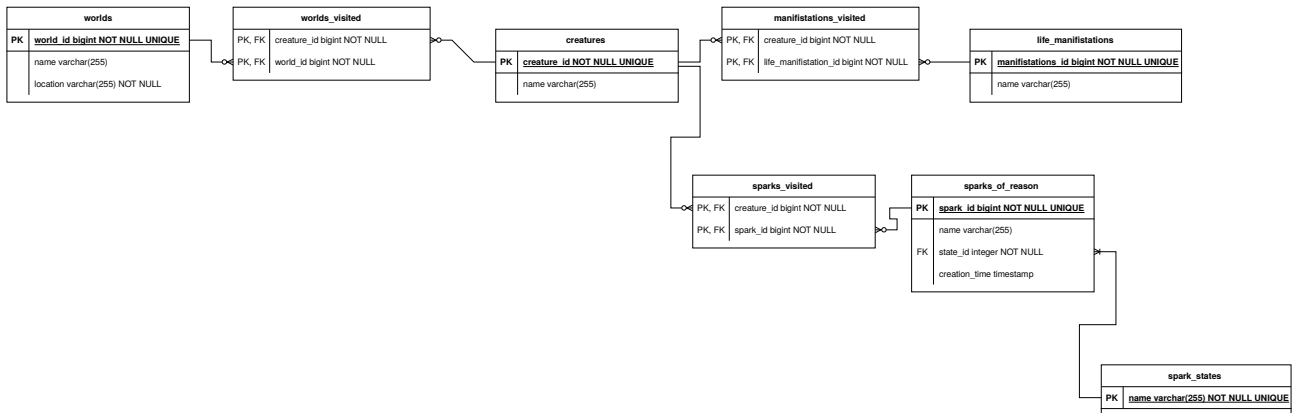 worlds
PK world_id bigint NOT NULL UNIQUE
name varchar(255)
location varchar(255) NOT NULL
worlds_visited
PK, FK creature_id bigint NOT NULL
PK, FK world_id bigint NOT NULL
creatures
PK creature_id NOT NULL UNIQUE
name varchar(255)
manifistations_visited
PK, FK creature_id bigint NOT NULL
PK, FK life_manifistation_id bigint NOT NULL
life_manifistations
PK manifistations_id bigint NOT NULL UNIQUE
name varchar(255)
sparks_visited
PK, FK creature_id bigint NOT NULL
PK, FK spark_id bigint NOT NULL
sparks_of_reason
PK spark_id bigint NOT NULL UNIQUE
name varchar(255)
FK state_id integer NOT NULL
creation_time timestamp
spark_states
PK name varchar(255) NOT NULL UNIQUE